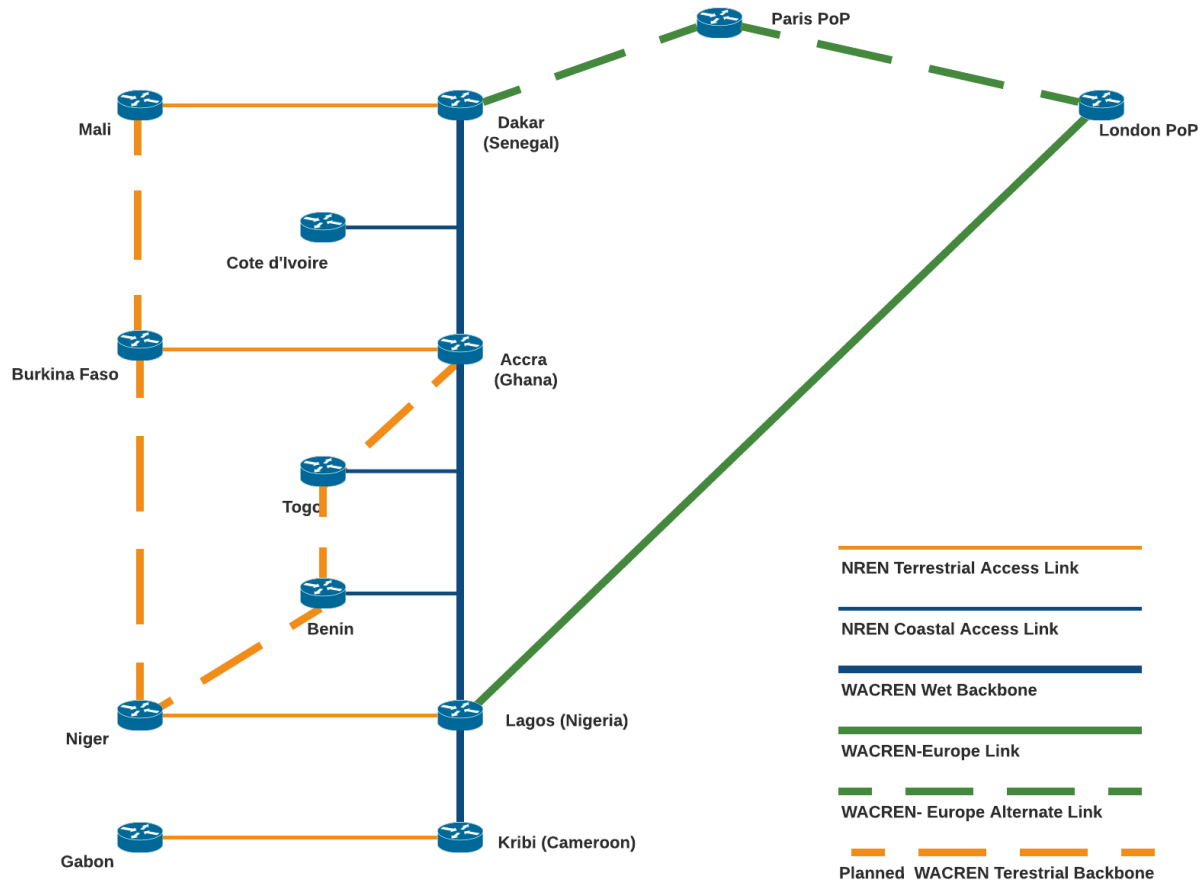 Paris PoP
Mali
Dakar
(Senegal)
London PoP
Cote d'Ivoire
Burkina Faso
Accra
(Ghana)
Togo
Benin
NREN Terrestrial Access Link
NREN Coastal Access Link
WACREN Wet Backbone
Niger
Lagos (Nigeria)
WACREN-Europe Link
WACREN- Europe Alternate Link
Gabon
Kribi (Cameroon)
Planned WACREN Terestrial Backbone